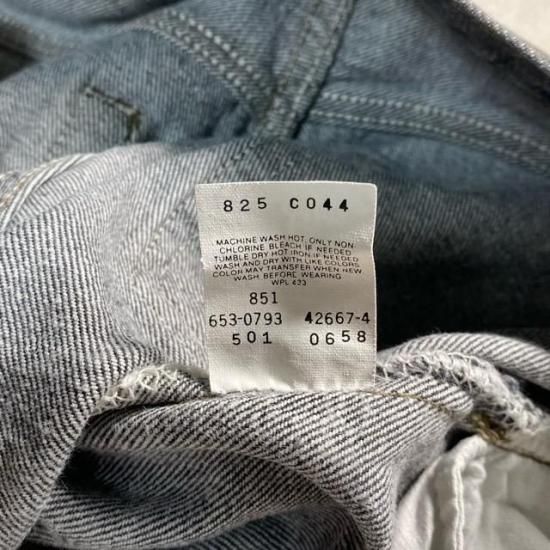 825 C044
MACHINE WASH HOT, ONLY NON
CHLORINE BLEACH IF NEEDED
TUMBLE DRY HOT IRON IF NEEDED
WASH AND DRY WITH LIKE COLORS
COLOR MAY TRANSFER WHEN NEW
WASH BEFORE WEARING
WPL 423
851
653-0793 42667-4
501 0658